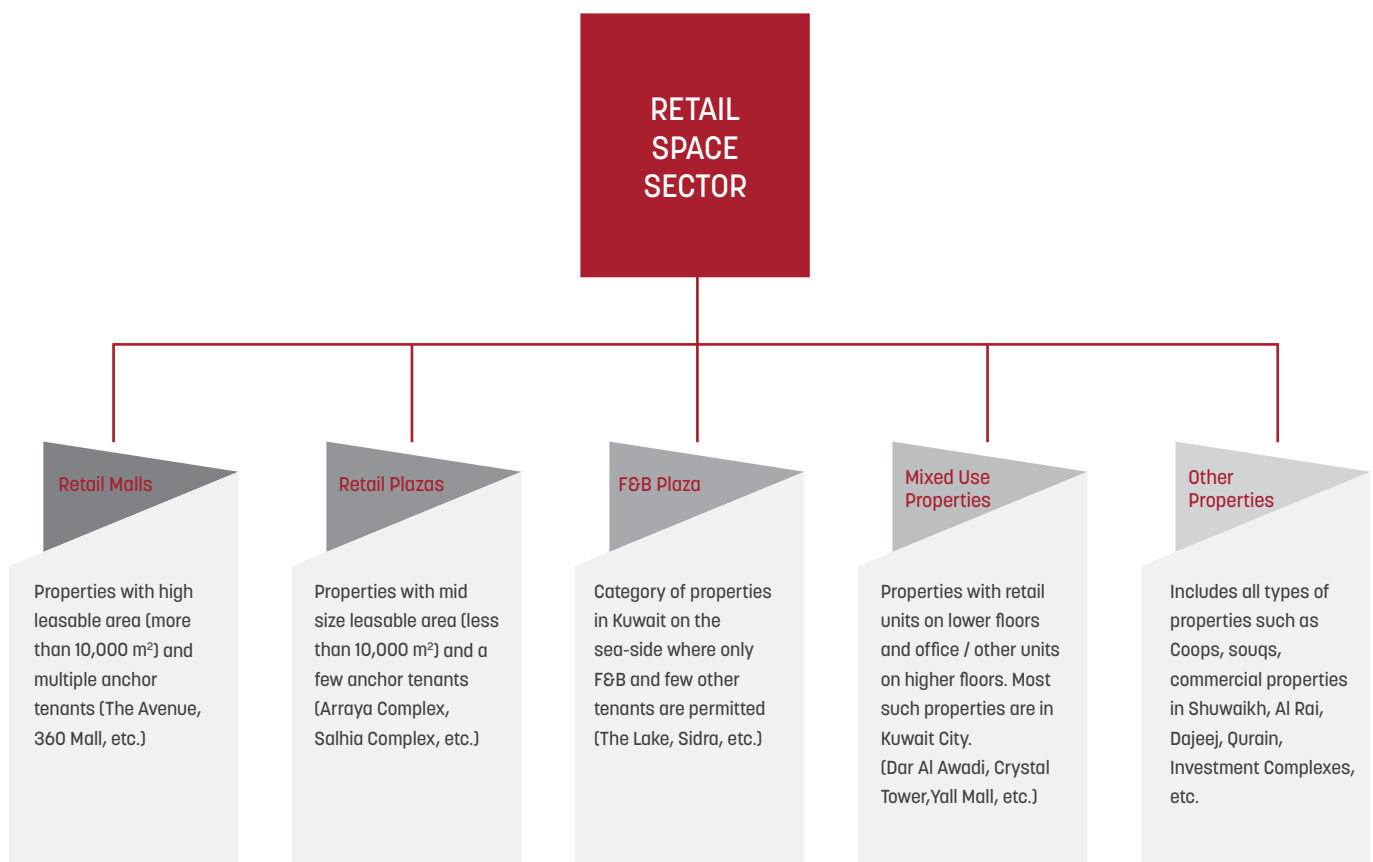 RETAIL
SPACE
SECTOR
Retail Malls
Properties with high
leasable area (more
than 10,000 m²) and
multiple anchor
tenants (The Avenue,
360 Mall, etc.)
Retail Plazas
Properties with mid
size leasable area (less
than 10,000 m²) and a
few anchor tenants
(Arraya Complex,
Salhia Complex, etc.)
F&B Plaza
Category of properties
in Kuwait on the
sea-side where only
F&B and few other
tenants are permitted
(The Lake, Sidra, etc.)
Mixed Use
Properties
Properties with retail
units on lower floors
and office / other units
on higher floors. Most
such properties are in
Kuwait City.
(Dar Al Awadi, Crystal
Tower,Yall Mall, etc.)
Other
Properties
Includes all types of
properties such as
Coops, souqs,
commercial properties
in Shuwaikh, Al Rai,
Dajeej, Qurain,
Investment Complexes,
etc.